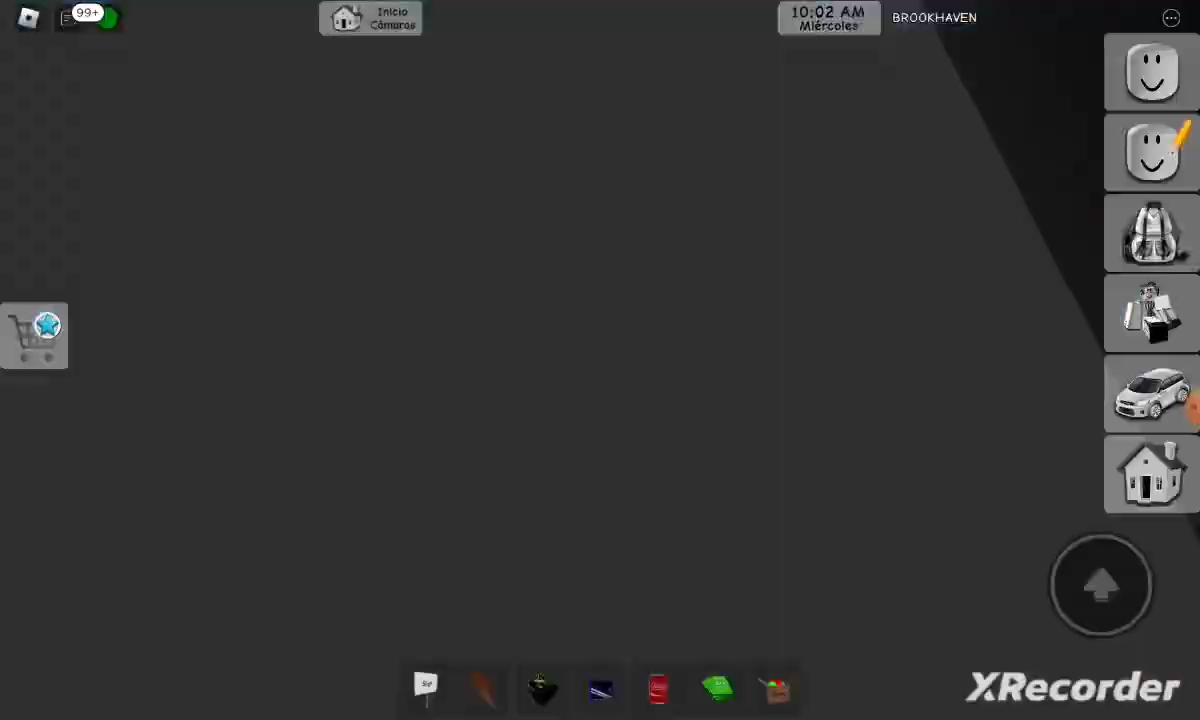 99+
Inicio
Cámaras
10:02 AM
Miércoles
BROOKHAVEN
XRecorder